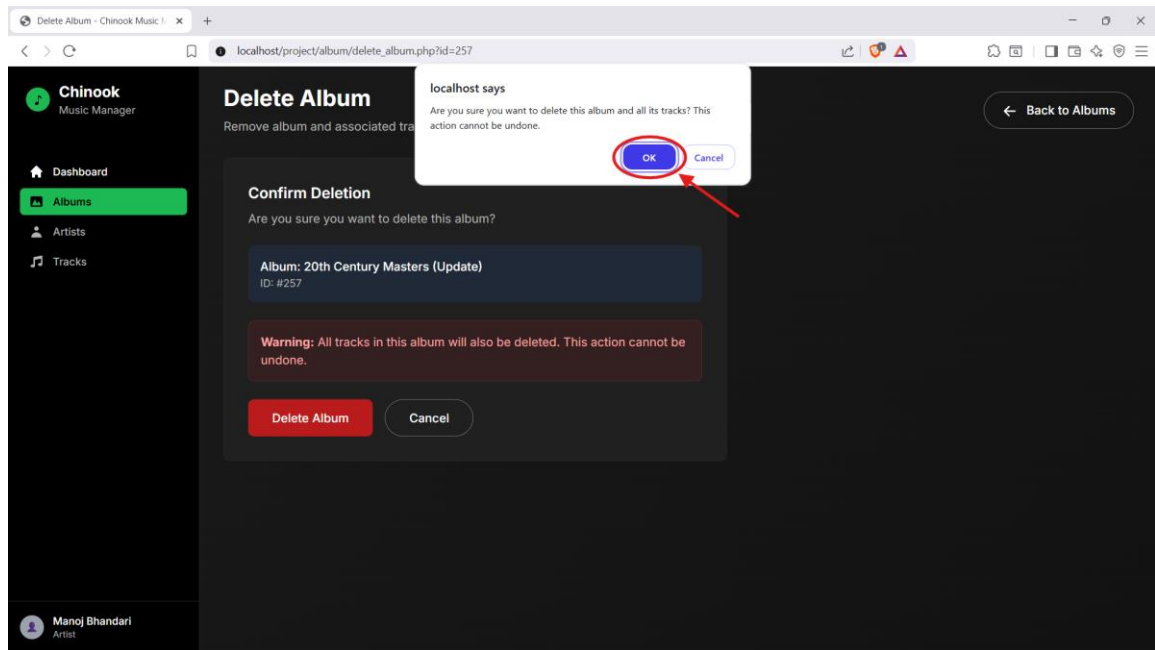 Delete Album - Chinook Music
localhost/project/album/delete_album.php?id=257
Chinook
Music Manager
Dashboard
Albums
Artists
Tracks
Manoj Bhandari
Artist
Delete Album
Remove album and associated tra
Back to Albums
localhost says
Are you sure you want to delete this album and all its tracks? This
action cannot be undone.
OK
Cancel
Confirm Deletion
Are you sure you want to delete this album?
Album: 20th Century Masters (Update)
ID: #257
Warning: All tracks in this album will also be deleted. This action cannot be
undone.
Delete Album
Cancel